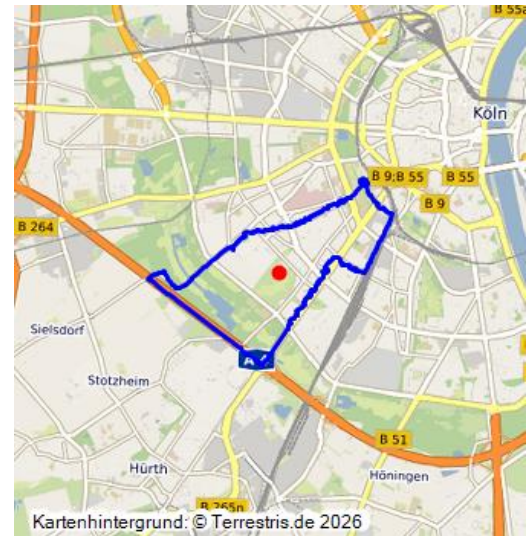 B 55a
Köln
B 9;B 55
B 55
B 9
B 264
Sielsdorf
Stotzheim
B 51
Hürth
Höningen
B 265n
Kartenhintergrund: © Terrestris.de 2026